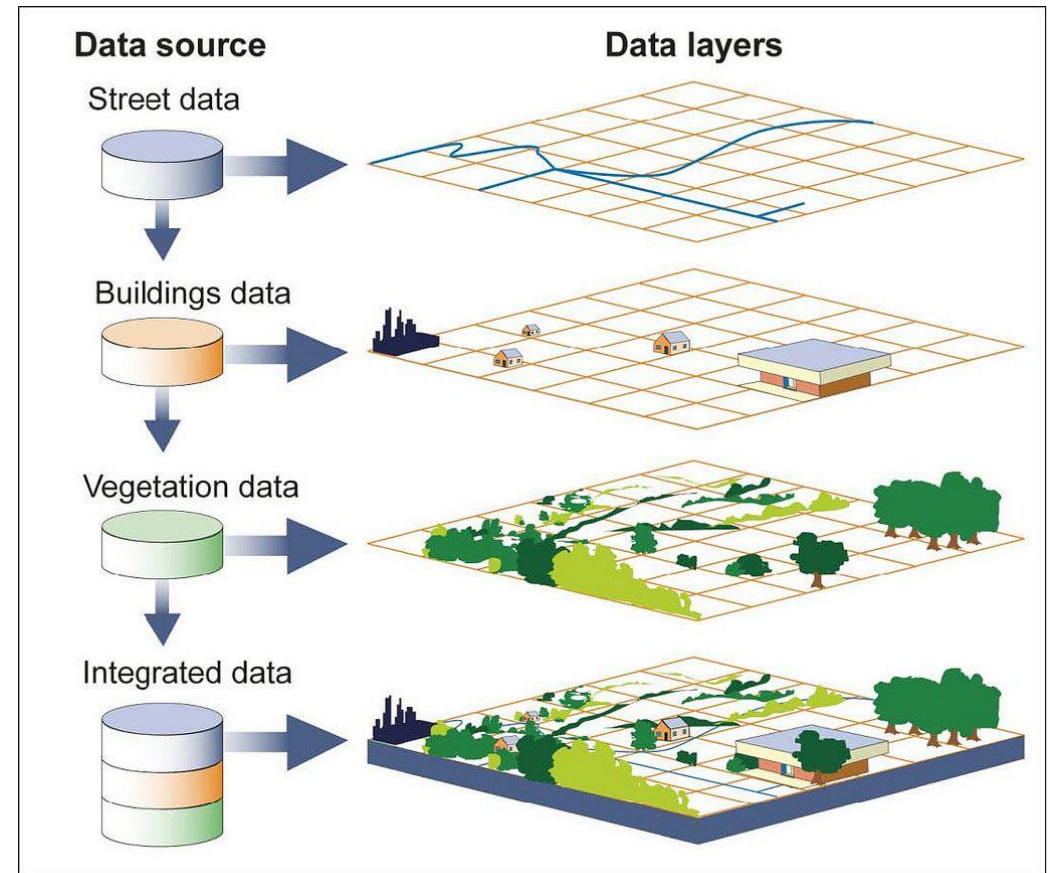 Data source
Data layers
Street data
Buildings data
Vegetation data
Integrated data